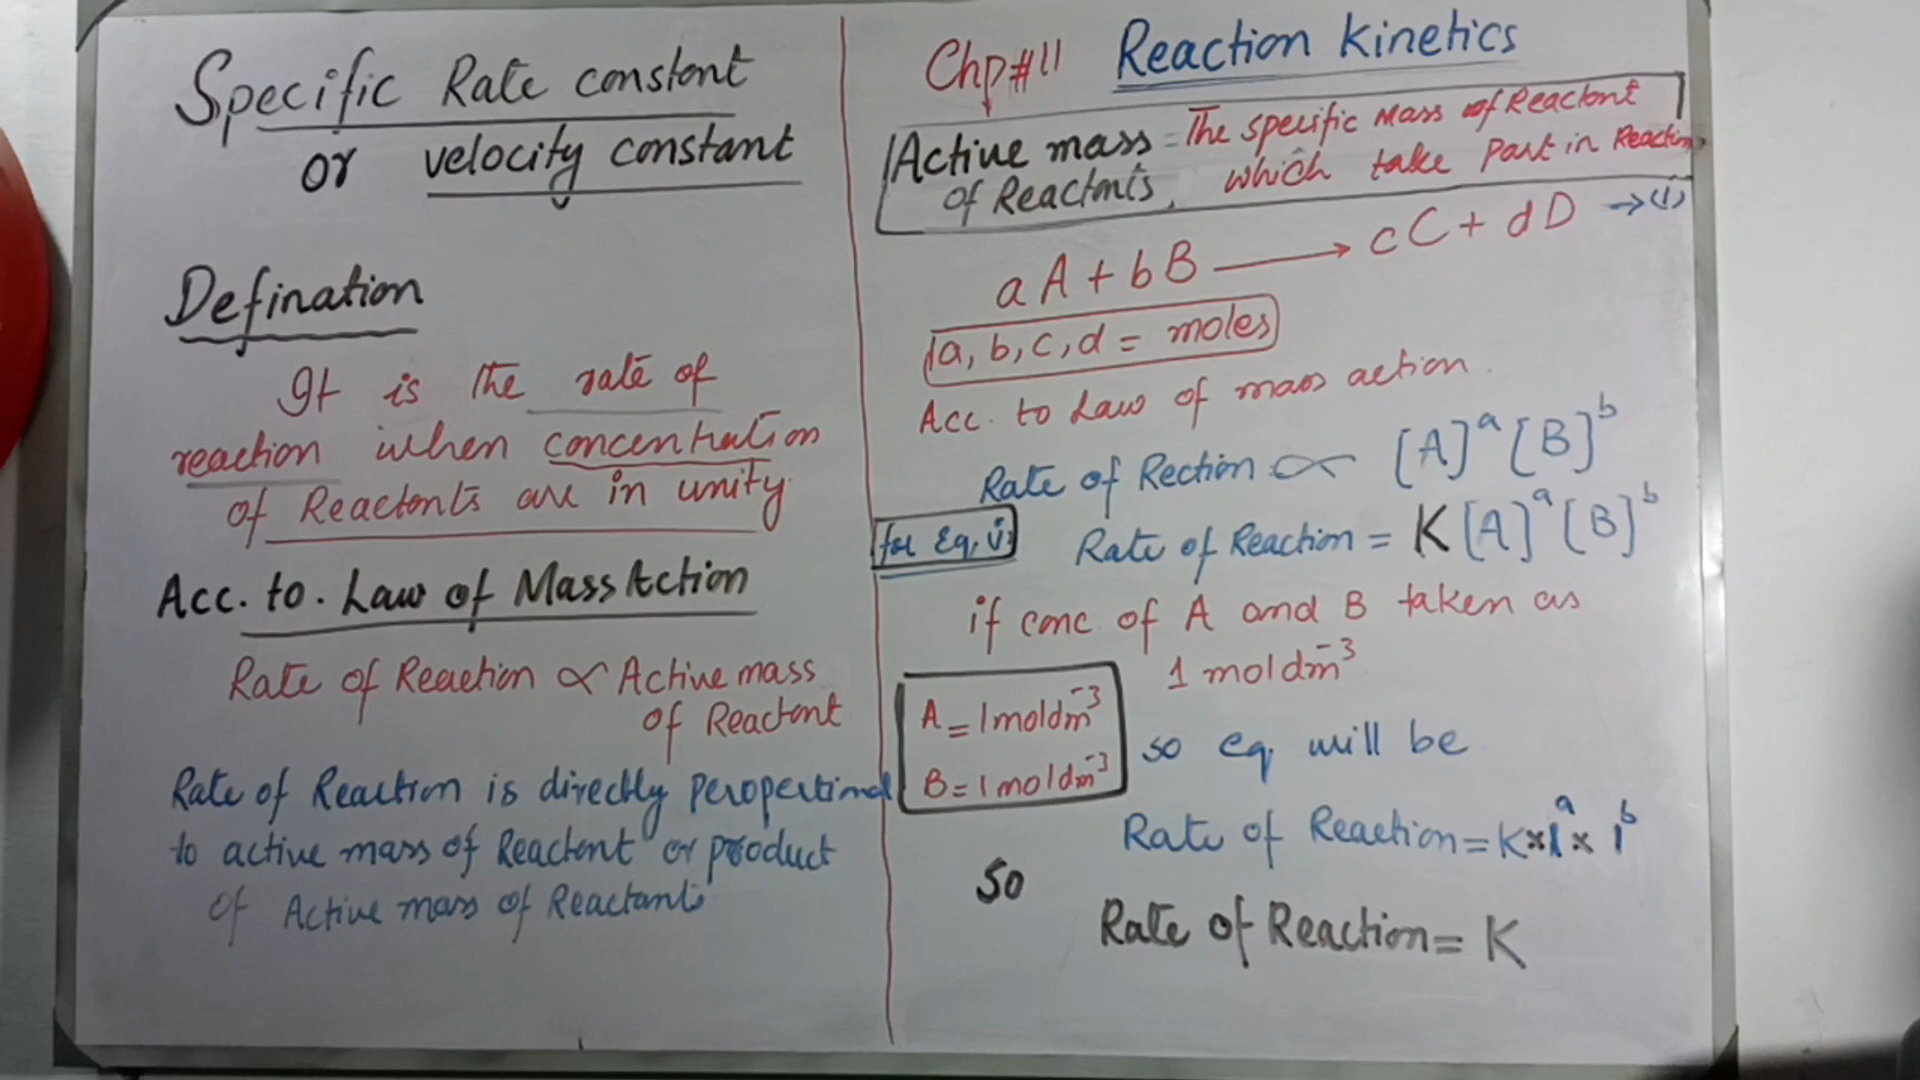 Specific Rate constant
or velocity constant
Defination
It is the rate of
reaction when concentration
of Reactants are in unity.
Acc. to. Law of Mass Action
Rate of Reaction ∝ Active mass
of Reactant
Rate of Reaction is directly
to active mass of Reactant or product
of Active mass of Reactants
Chp#11 Reaction Kinetics
Active mass = The specific Mass of Reactant
of Reactants, which take part in Reaction
aA + bB ⟶ cC + dD →(1)
a, b, c, d = moles
Acc. to Law of mass action.
Rate of Rection ∝ [A]ᵃ [B]ᵇ
for Eq, Rate of Reaction = K [A]ᵃ [B]ᵇ
if conc of A and B taken as
1 moldm⁻³
A = 1moldm⁻³
B = 1moldm⁻³
so eq will be
Rate of Reaction = K×1ᵃ× 1ᵇ
So
Rate of Reaction = K